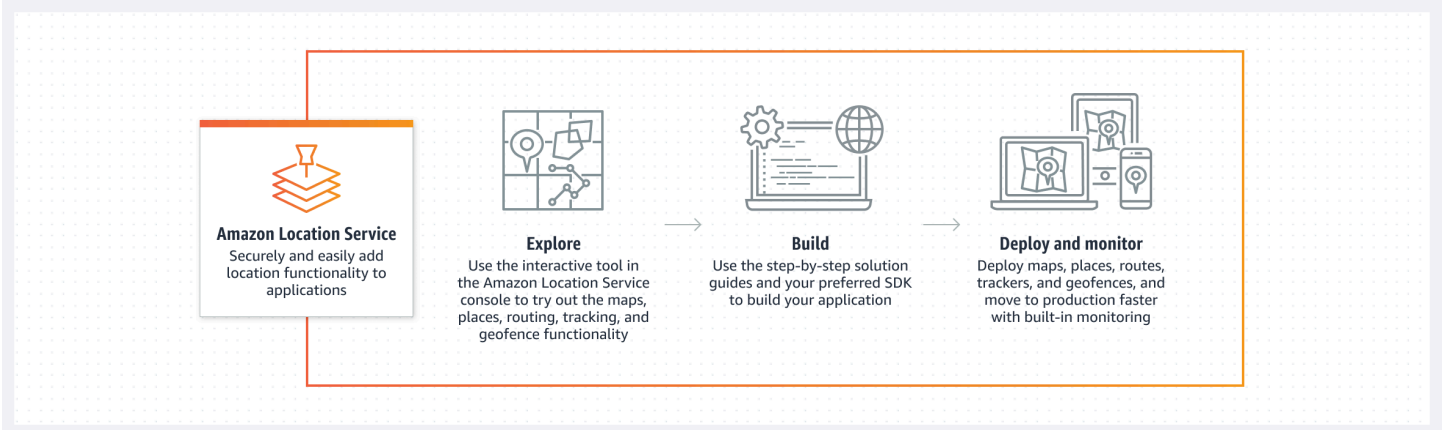 Amazon Location Service
Securely and easily add
location functionality to
applications
Explore
Use the interactive tool in
the Amazon Location Service
console to try out the maps,
places, routing, tracking, and
geofence functionality
Build
Use the step-by-step solution
guides and your preferred SDK
to build your application
Deploy and monitor
Deploy maps, places, routes,
trackers, and geofences, and
move to production faster
with built-in monitoring